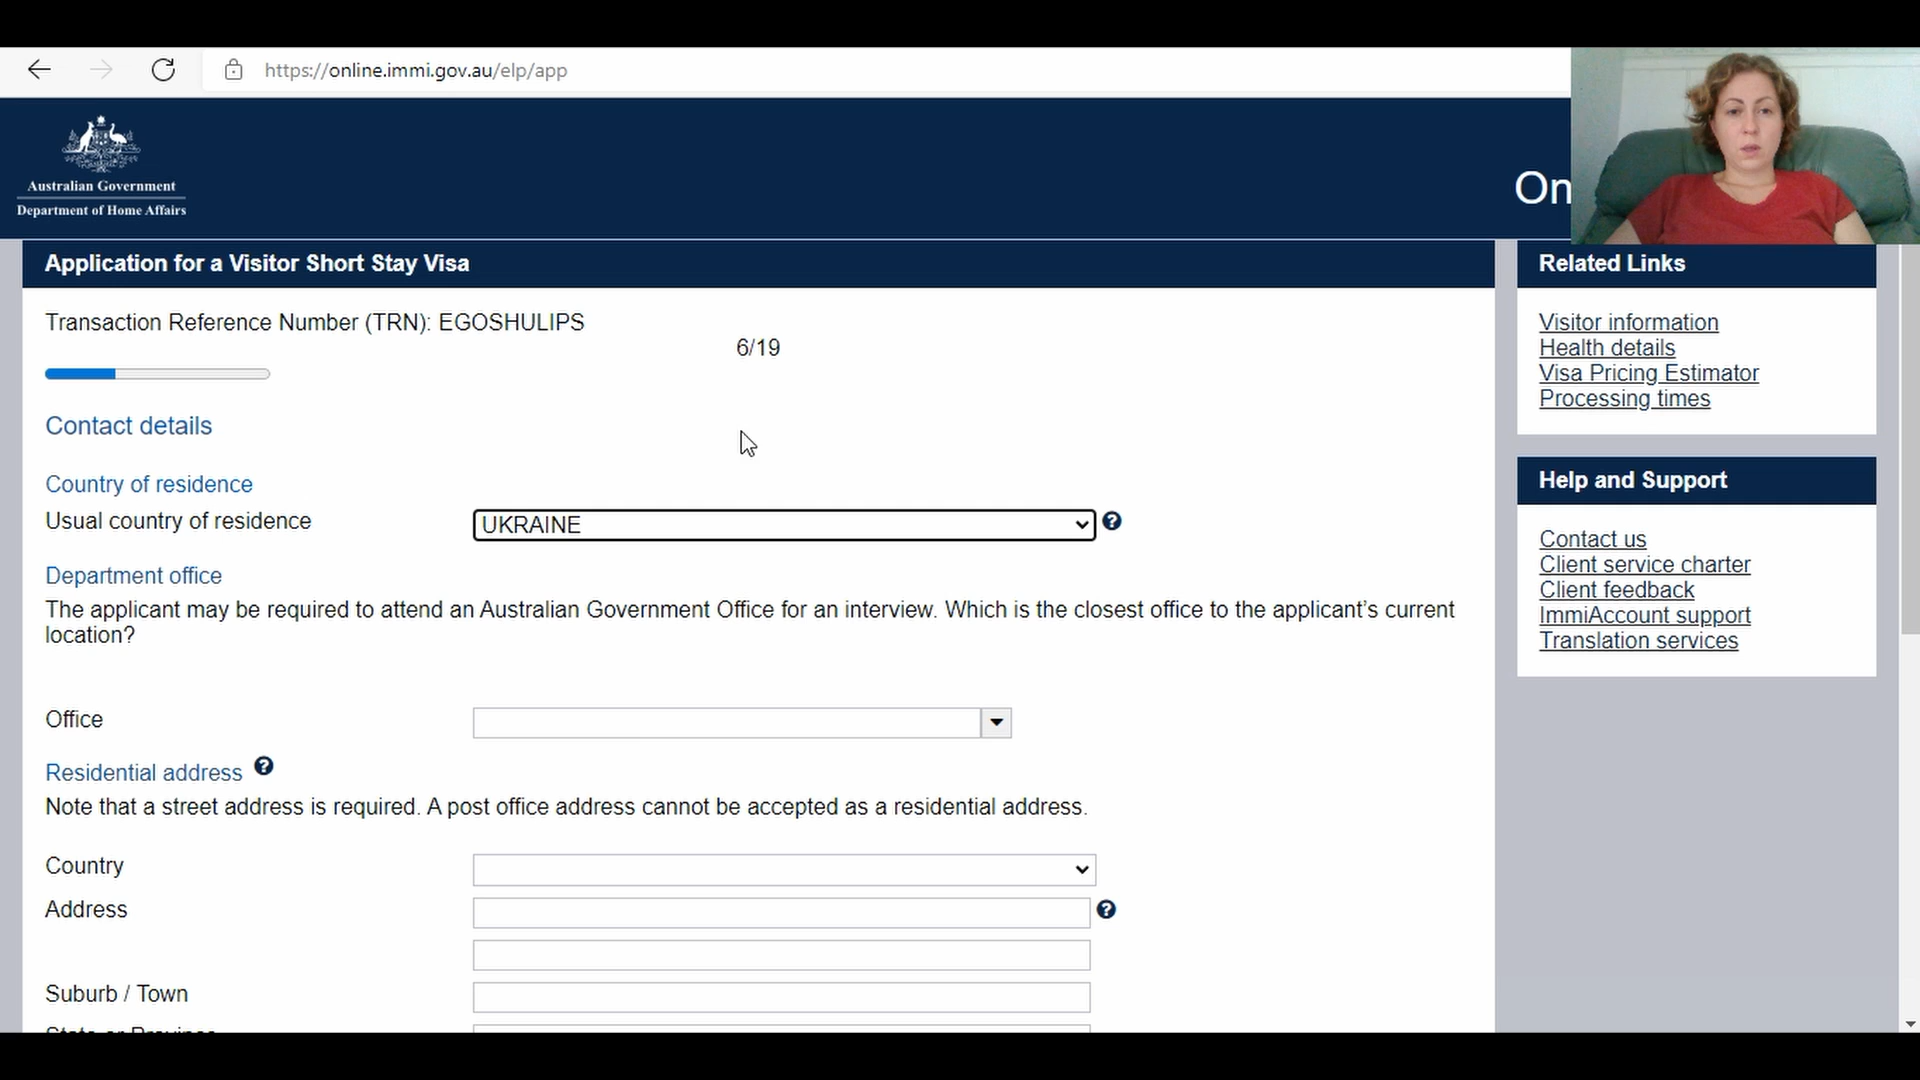 https://online.immi.gov.au/elp/app
Australian Government
Department of Home Affairs
On
Application for a Visitor Short Stay Visa
Transaction Reference Number (TRN): EGOSHULIPS
6/19
Contact details
Country of residence
Usual country of residence
UKRAINE
Department office
The applicant may be required to attend an Australian Government Office for an interview. Which is the closest office to the applicant's current
location?
Office
Residential address
Note that a street address is required. A post office address cannot be accepted as a residential address.
Country
Address
Suburb / Town
State or Province
Related Links
Visitor information
Health details
Visa Pricing Estimator
Processing times
Help and Support
Contact us
Client service charter
Client feedback
ImmiAccount support
Translation services